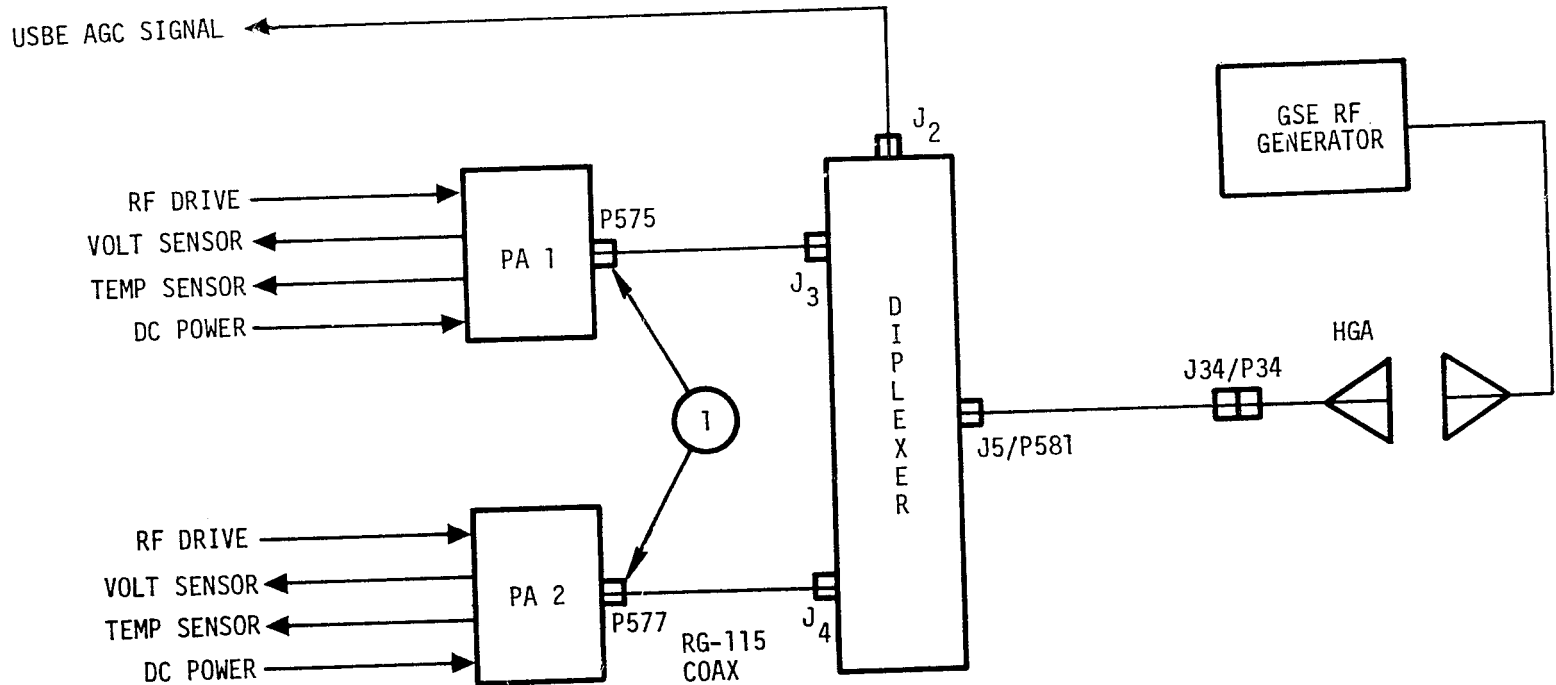 USBE AGC SIGNAL
J2
GSE RF
GENERATOR
RF DRIVE
VOLT SENSOR
TEMP SENSOR
DC POWER
PA 1
P575
J3
DIPLEXER
HGA
J34/P34
1
J5/P581
RF DRIVE
VOLT SENSOR
TEMP SENSOR
DC POWER
PA 2
P577
J4
RG-115
COAX